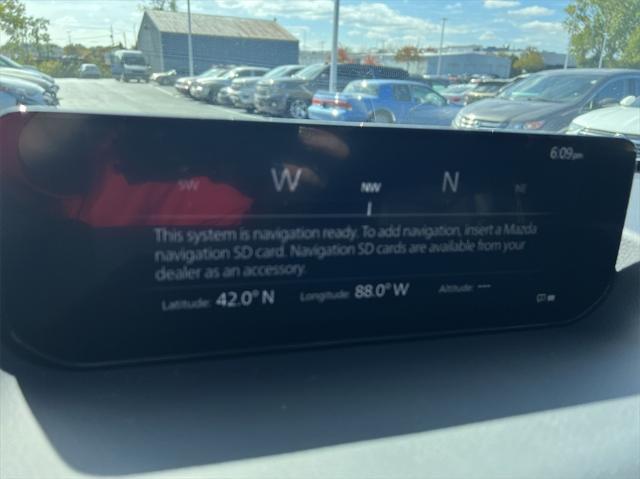 6:09pm
SW W NW N NE
This system is navigation ready. To add navigation, insert a Mazda
navigation SD card. Navigation SD cards are available from your
dealer as an accessory.
Latitude: 42.0° N Longitude: 88.0° W Altitude: ---